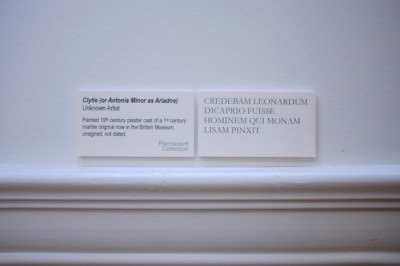 Clytie (or Antonia Minor as Ariadne)
Unknown Artist
Painted 19th century plaster cast of a 1st century
marble original now in the British Museum,
unsigned, not dated.
Permanent
Collection
CREDEBAM LEONARDUM
DICAPRIO FUISSE
HOMINEM QUI MONAM
LISAM PINXIT